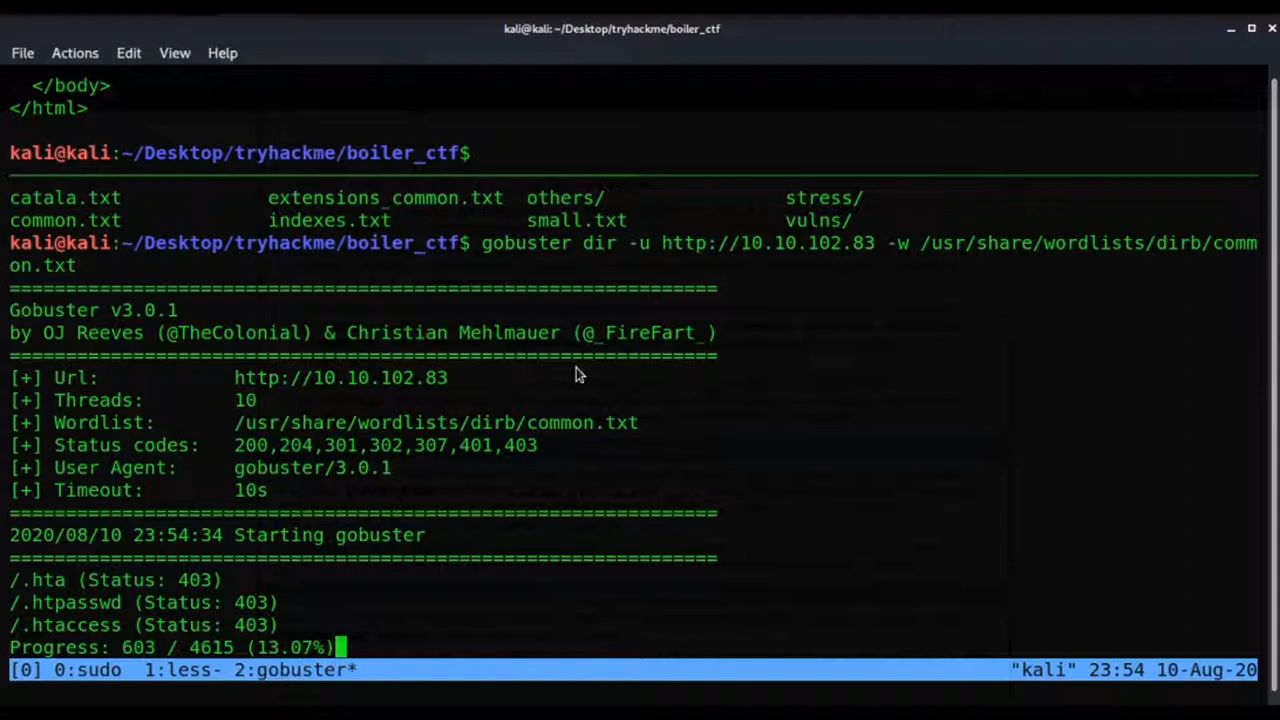 kali@kali: ~/Desktop/tryhackme/boiler_ctf
File Actions Edit View Help
</body>
</html>
kali@kali:~/Desktop/tryhackme/boiler_ctf$
catala.txt extensions_common.txt others/ stress/
common.txt indexes.txt small.txt vulns/
kali@kali:~/Desktop/tryhackme/boiler_ctf$ gobuster dir -u http://10.10.102.83 -w /usr/share/wordlists/dirb/comm
on.txt
===============================================================
Gobuster v3.0.1
by OJ Reeves (@TheColonial) & Christian Mehlmauer (@_FireFart_)
===============================================================
[+] Url: http://10.10.102.83
[+] Threads: 10
[+] Wordlist: /usr/share/wordlists/dirb/common.txt
[+] Status codes: 200,204,301,302,307,401,403
[+] User Agent: gobuster/3.0.1
[+] Timeout: 10s
===============================================================
2020/08/10 23:54:34 Starting gobuster
===============================================================
/.hta (Status: 403)
/.htpasswd (Status: 403)
/.htaccess (Status: 403)
Progress: 603 / 4615 (13.07%)
[0] 0:sudo 1:less- 2:gobuster* "kali" 23:54 10-Aug-20